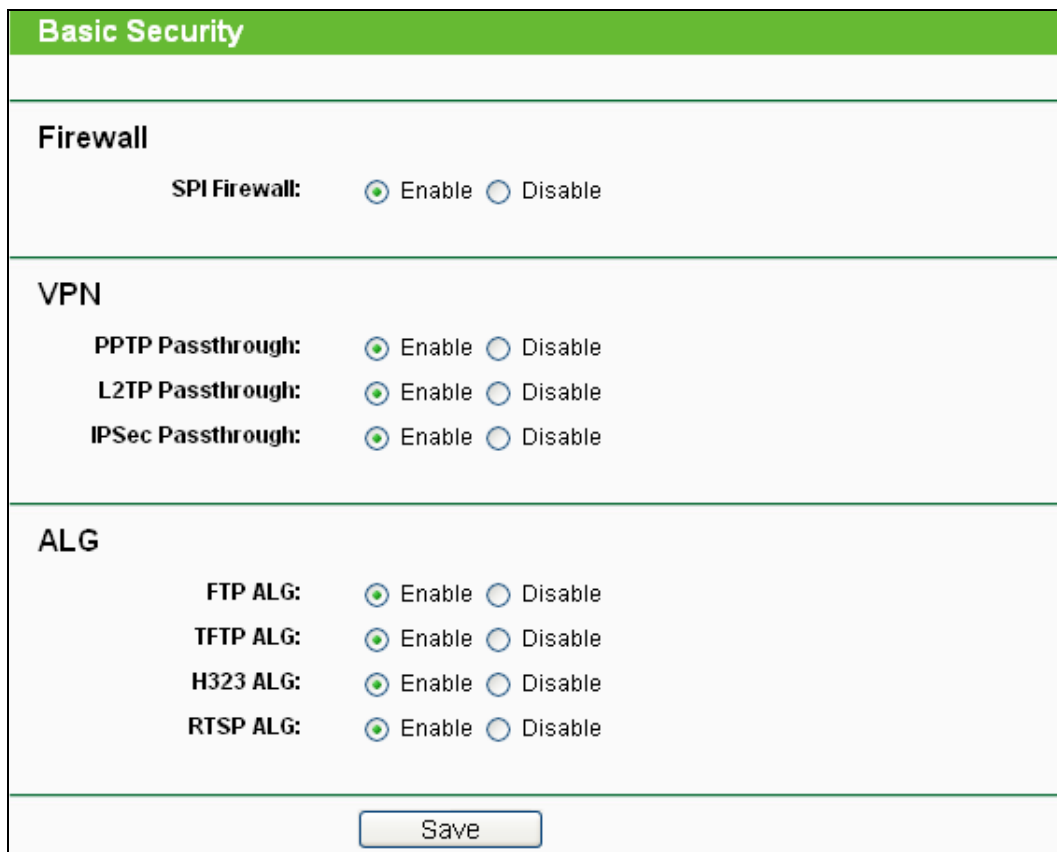 Basic Security
Firewall
SPI Firewall: Enable Disable
VPN
PPTP Passthrough: Enable Disable
L2TP Passthrough: Enable Disable
IPSec Passthrough: Enable Disable
ALG
FTP ALG: Enable Disable
TFTP ALG: Enable Disable
H323 ALG: Enable Disable
RTSP ALG: Enable Disable
Save